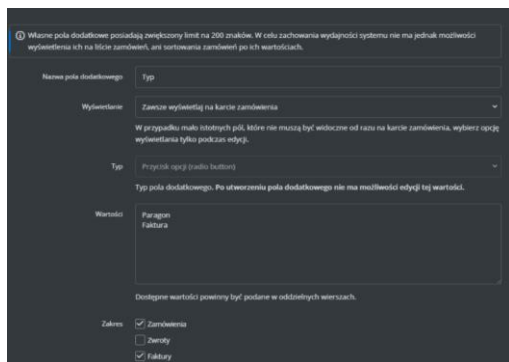 Własne pola dodatkowe posiadają zwiększony limit na 200 znaków. W celu zachowania wydajności systemu nie ma jednak możliwości
wyświetlenia ich na liście zamówień, ani sortowania zamówień po ich wartościach.
Nazwa pola dodatkowego Typ
Wyświetlanie Zawsze wyświetlaj na karcie zamówienia
W przypadku mało istotnych pól, które nie muszą być widoczne od razu na karcie zamówienia, wybierz opcję
wyświetlania tylko podczas edycji.
Typ Przycisk opcji (radio button)
Typ pola dodatkowego. Po utworzeniu pola dodatkowego nie ma możliwości edycji tej wartości.
Wartości Paragon
Faktura
Dostępne wartości powinny być podane w oddzielnych wierszach.
Zakres Zamówienia
Zwroty
Faktury